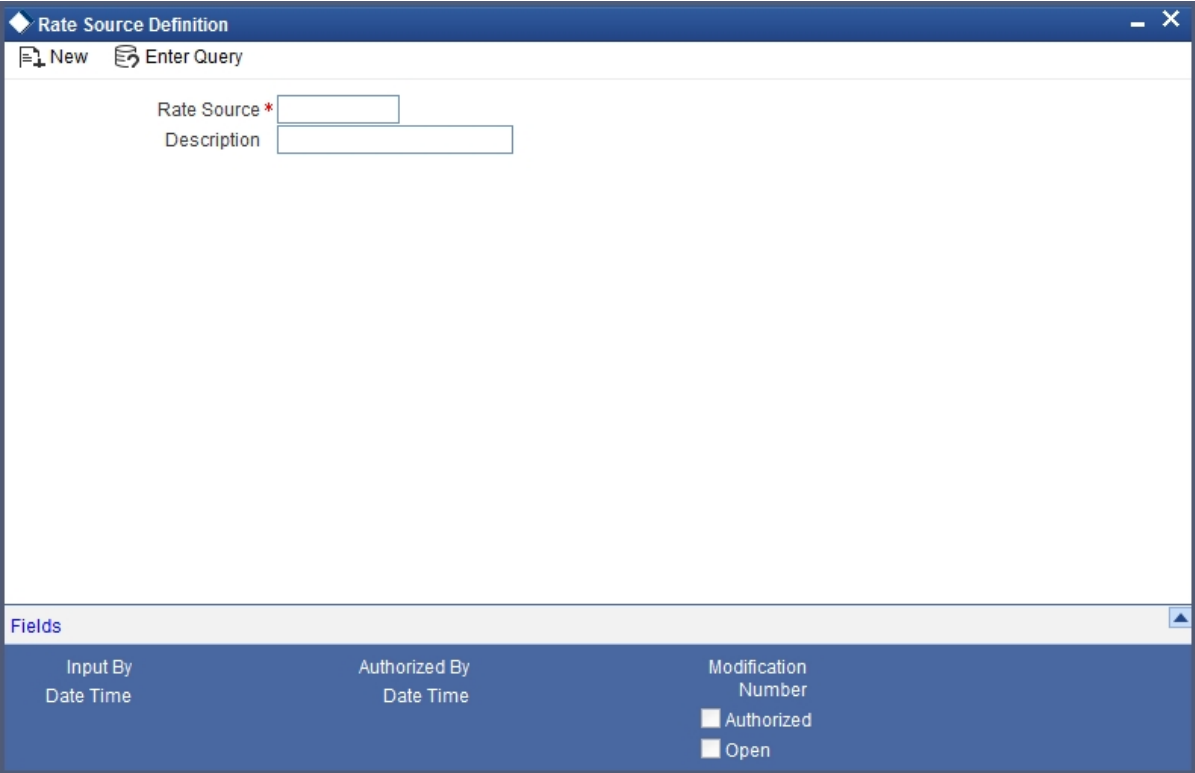 Rate Source Definition
New Enter Query
Rate Source *
Description
Fields
Input By Authorized By Modification
Number
Date Time Date Time
Authorized
Open